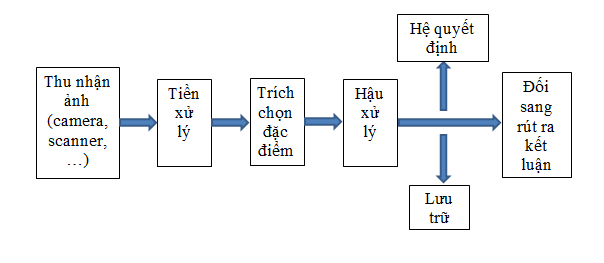 Thu nhận
ảnh
(camera,
scanner,
…)
Tiền
xử
lý
Trích
chọn
đặc
điểm
Hậu
xử
lý
Hệ quyết
định
Lưu
trữ
Đối
sang
rút ra
kết
luận